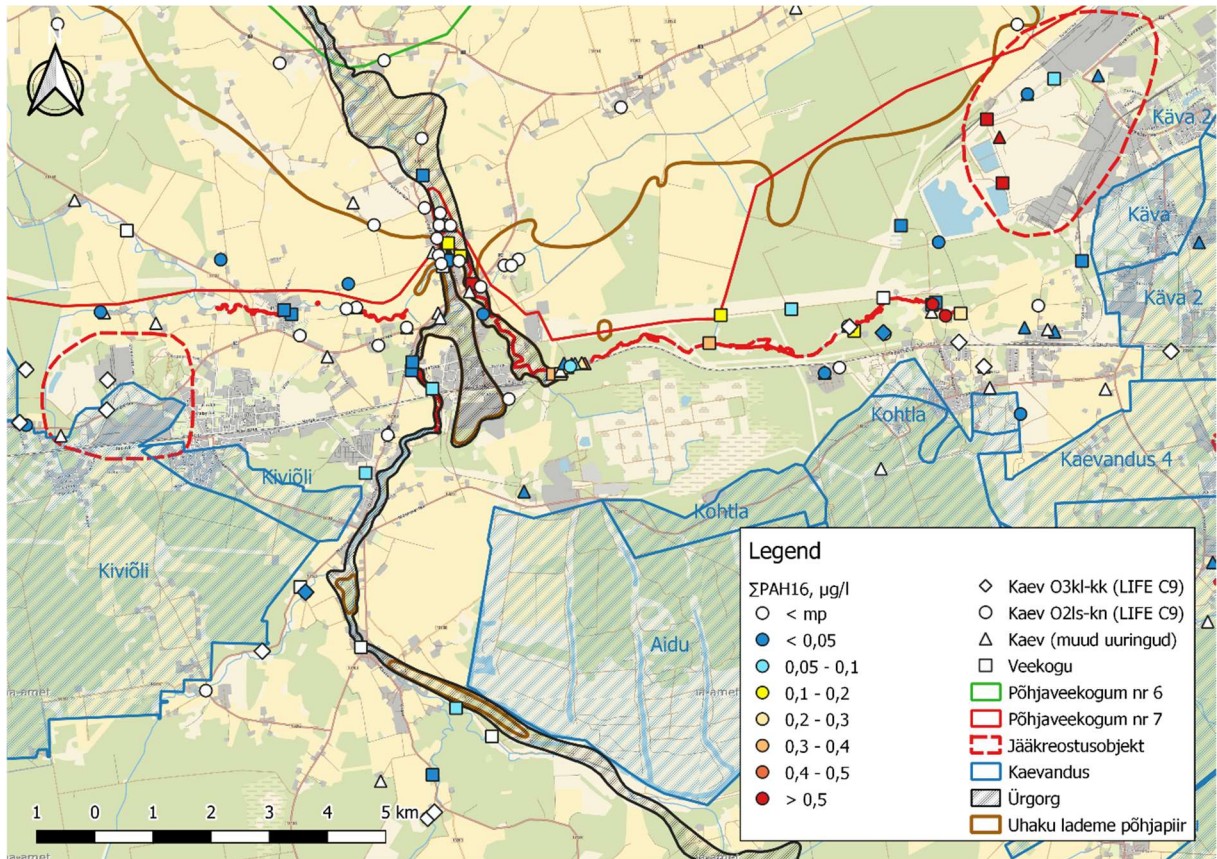 Käva 2
Käva
Käva 2
Kohtla
Kaevandus 4
Kiviõli
Kohtla
Kiviõli
Aidu
1 0 1 2 3 4 5 km
Legend
ƩPAH16, µg/l
< mp
< 0,05
0,05 - 0,1
0,1 - 0,2
0,2 - 0,3
0,3 - 0,4
0,4 - 0,5
> 0,5
Kaev O3kl-kk (LIFE C9)
Kaev O2ls-kn (LIFE C9)
Kaev (muud uuringud)
Veekogu
Põhjaveekogum nr 6
Põhjaveekogum nr 7
Jääkreostusobjekt
Kaevandus
Ürgorg
Uhaku lademe põhjapiir